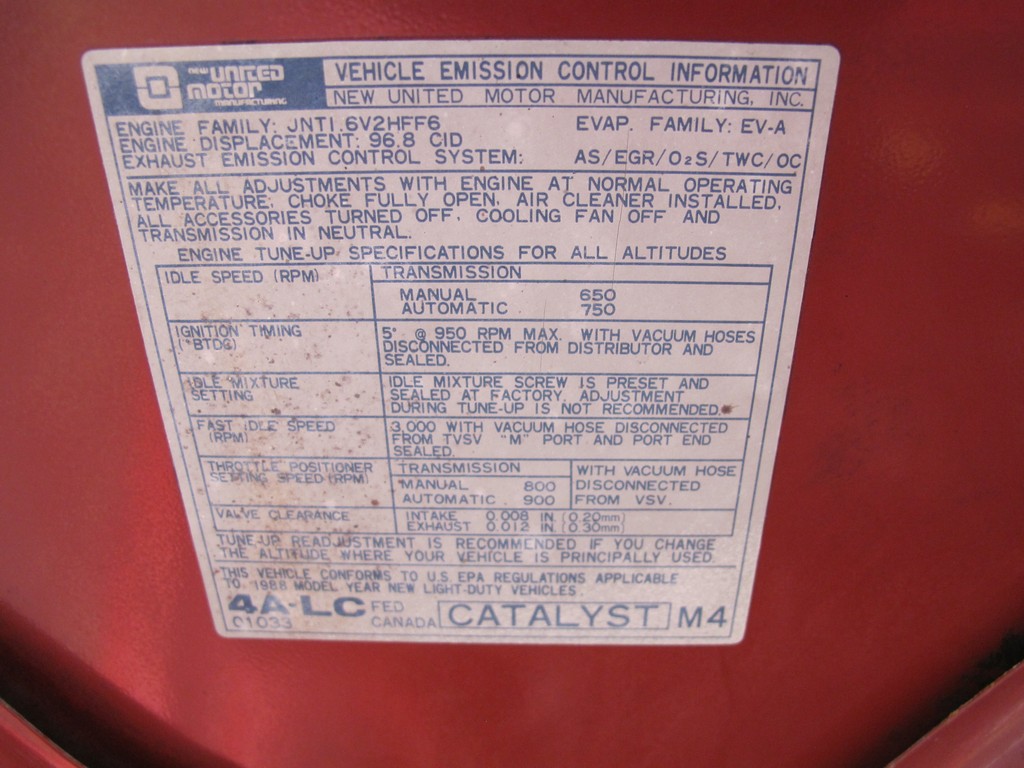 NEW UNITED
MOTOR
MANUFACTURING
VEHICLE EMISSION CONTROL INFORMATION
NEW UNITED MOTOR MANUFACTURING, INC.
ENGINE FAMILY: JNT1.6V2HFF6 EVAP. FAMILY: EV-A
ENGINE DISPLACEMENT: 96.8 CID
EXHAUST EMISSION CONTROL SYSTEM: AS/EGR/O2S/TWC/OC
MAKE ALL ADJUSTMENTS WITH ENGINE AT NORMAL OPERATING
TEMPERATURE, CHOKE FULLY OPEN, AIR CLEANER INSTALLED,
ALL ACCESSORIES TURNED OFF, COOLING FAN OFF AND
TRANSMISSION IN NEUTRAL.
ENGINE TUNE-UP SPECIFICATIONS FOR ALL ALTITUDES
IDLE SPEED (RPM)
TRANSMISSION
MANUAL 650
AUTOMATIC 750
IGNITION TIMING
(°BTDC)
5° @ 950 RPM MAX. WITH VACUUM HOSES
DISCONNECTED FROM DISTRIBUTOR AND
SEALED.
IDLE MIXTURE
SETTING
IDLE MIXTURE SCREW IS PRESET AND
SEALED AT FACTORY. ADJUSTMENT
DURING TUNE-UP IS NOT RECOMMENDED.
FAST IDLE SPEED
(RPM)
3,000 WITH VACUUM HOSE DISCONNECTED
FROM TVSV "M" PORT AND PORT END
SEALED.
THROTTLE POSITIONER
SETTING SPEED (RPM)
TRANSMISSION
MANUAL 800
AUTOMATIC 900
WITH VACUUM HOSE
DISCONNECTED
FROM VSV.
VALVE CLEARANCE
INTAKE 0.008 IN. (0.20mm)
EXHAUST 0.012 IN. (0.30mm)
TUNE-UP READJUSTMENT IS RECOMMENDED IF YOU CHANGE
THE ALTITUDE WHERE YOUR VEHICLE IS PRINCIPALLY USED.
THIS VEHICLE CONFORMS TO U.S. EPA REGULATIONS APPLICABLE
TO 1988 MODEL YEAR NEW LIGHT-DUTY VEHICLES.
4A-LC FED CATALYST M4
01033 CANADA